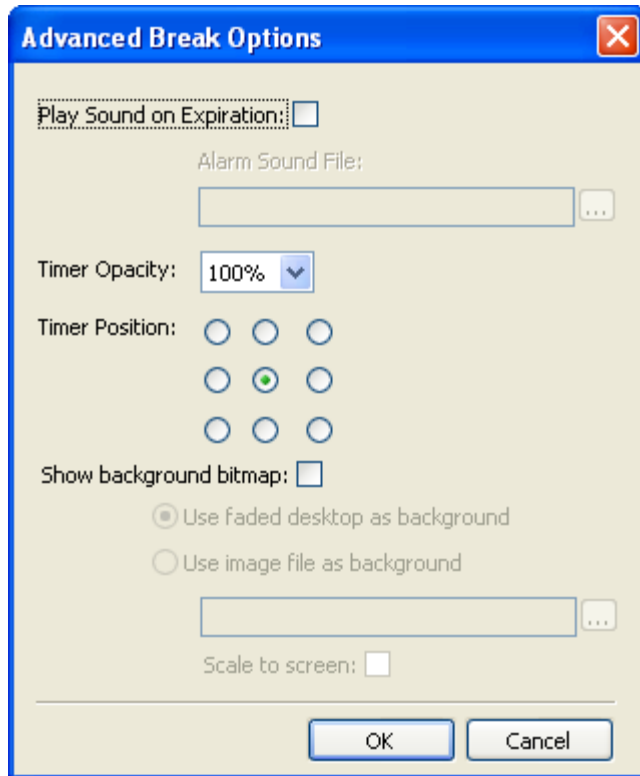 Advanced Break Options
Play Sound on Expiration:
Alarm Sound File:
...
Timer Opacity: 100%
Timer Position:
Show background bitmap:
Use faded desktop as background
Use image file as background
...
Scale to screen:
OK Cancel